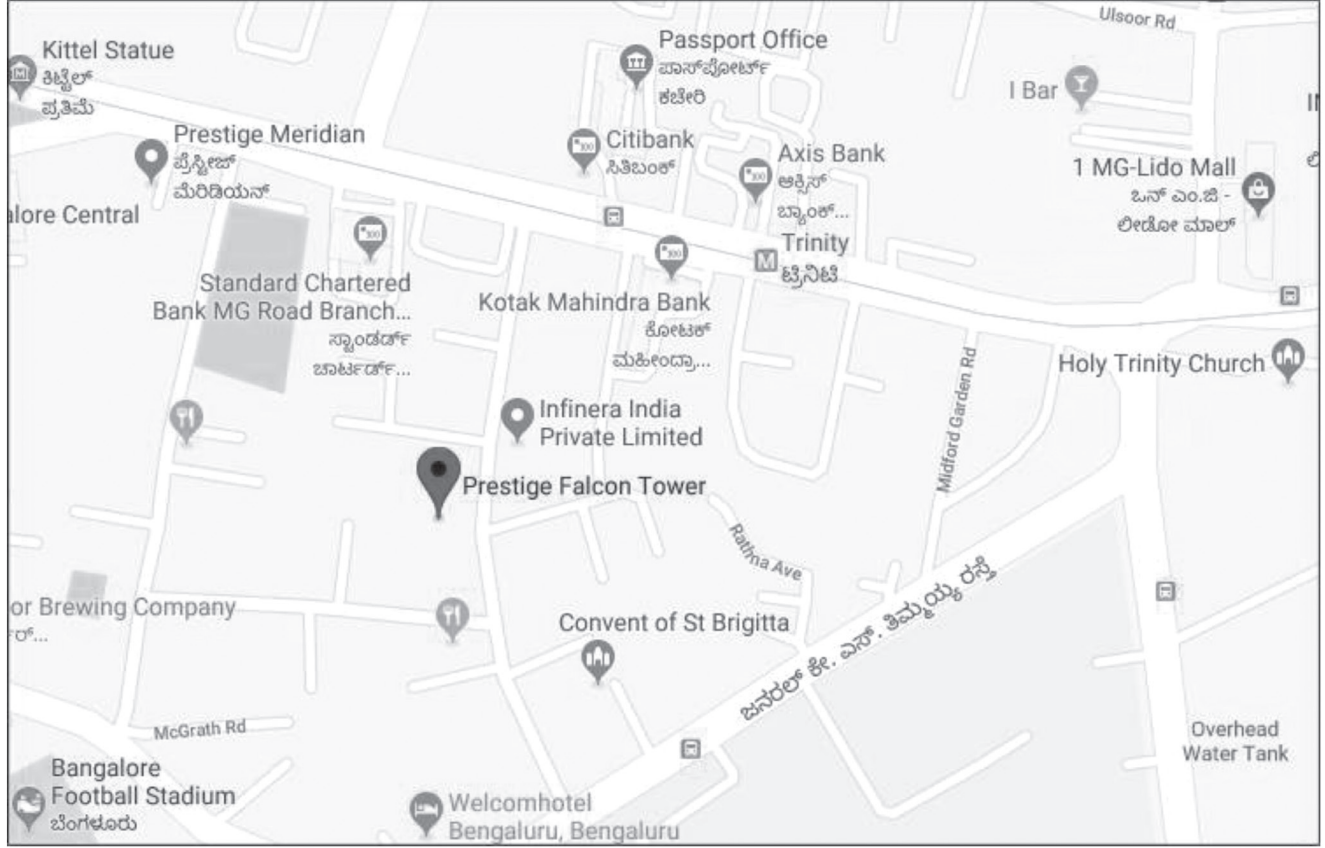 Ulsoor Rd
Kittel Statue
ಕಿಟ್ಟೆಲ್
ಪ್ರತಿಮೆ
Passport Office
ಪಾಸ್‌ಪೋರ್ಟ್
ಕಚೇರಿ
I Bar
Prestige Meridian
ಪ್ರೆಸ್ಟೀಜ್
ಮೆರಿಡಿಯನ್
Citibank
ಸಿತಿಬಂಕ್
Axis Bank
ಆಕ್ಸಿಸ್
ಬ್ಯಾಂಕ್...
1 MG-Lido Mall
ಒನ್ ಎಂ.ಜಿ -
ಲೀಡೋ ಮಾಲ್
alore Central
Trinity
ಟ್ರಿನಿಟಿ
Standard Chartered
Bank MG Road Branch...
ಸ್ಟಾಂಡರ್ಡ್
ಚಾರ್ಟರ್ಡ್...
Kotak Mahindra Bank
ಕೋಟಕ್
ಮಹೀಂದ್ರಾ...
Holy Trinity Church
Midford Garden Rd
Infinera India
Private Limited
Prestige Falcon Tower
Rathna Ave
ಜನರಲ್ ಕೇ. ಎಸ್. ತಿಮ್ಮಯ್ಯ ರಸ್ತೆ
or Brewing Company
ರ್...
Convent of St Brigitta
McGrath Rd
Overhead
Water Tank
Bangalore
Football Stadium
ಬೆಂಗಳೂರು
Welcomhotel
Bengaluru, Bengaluru